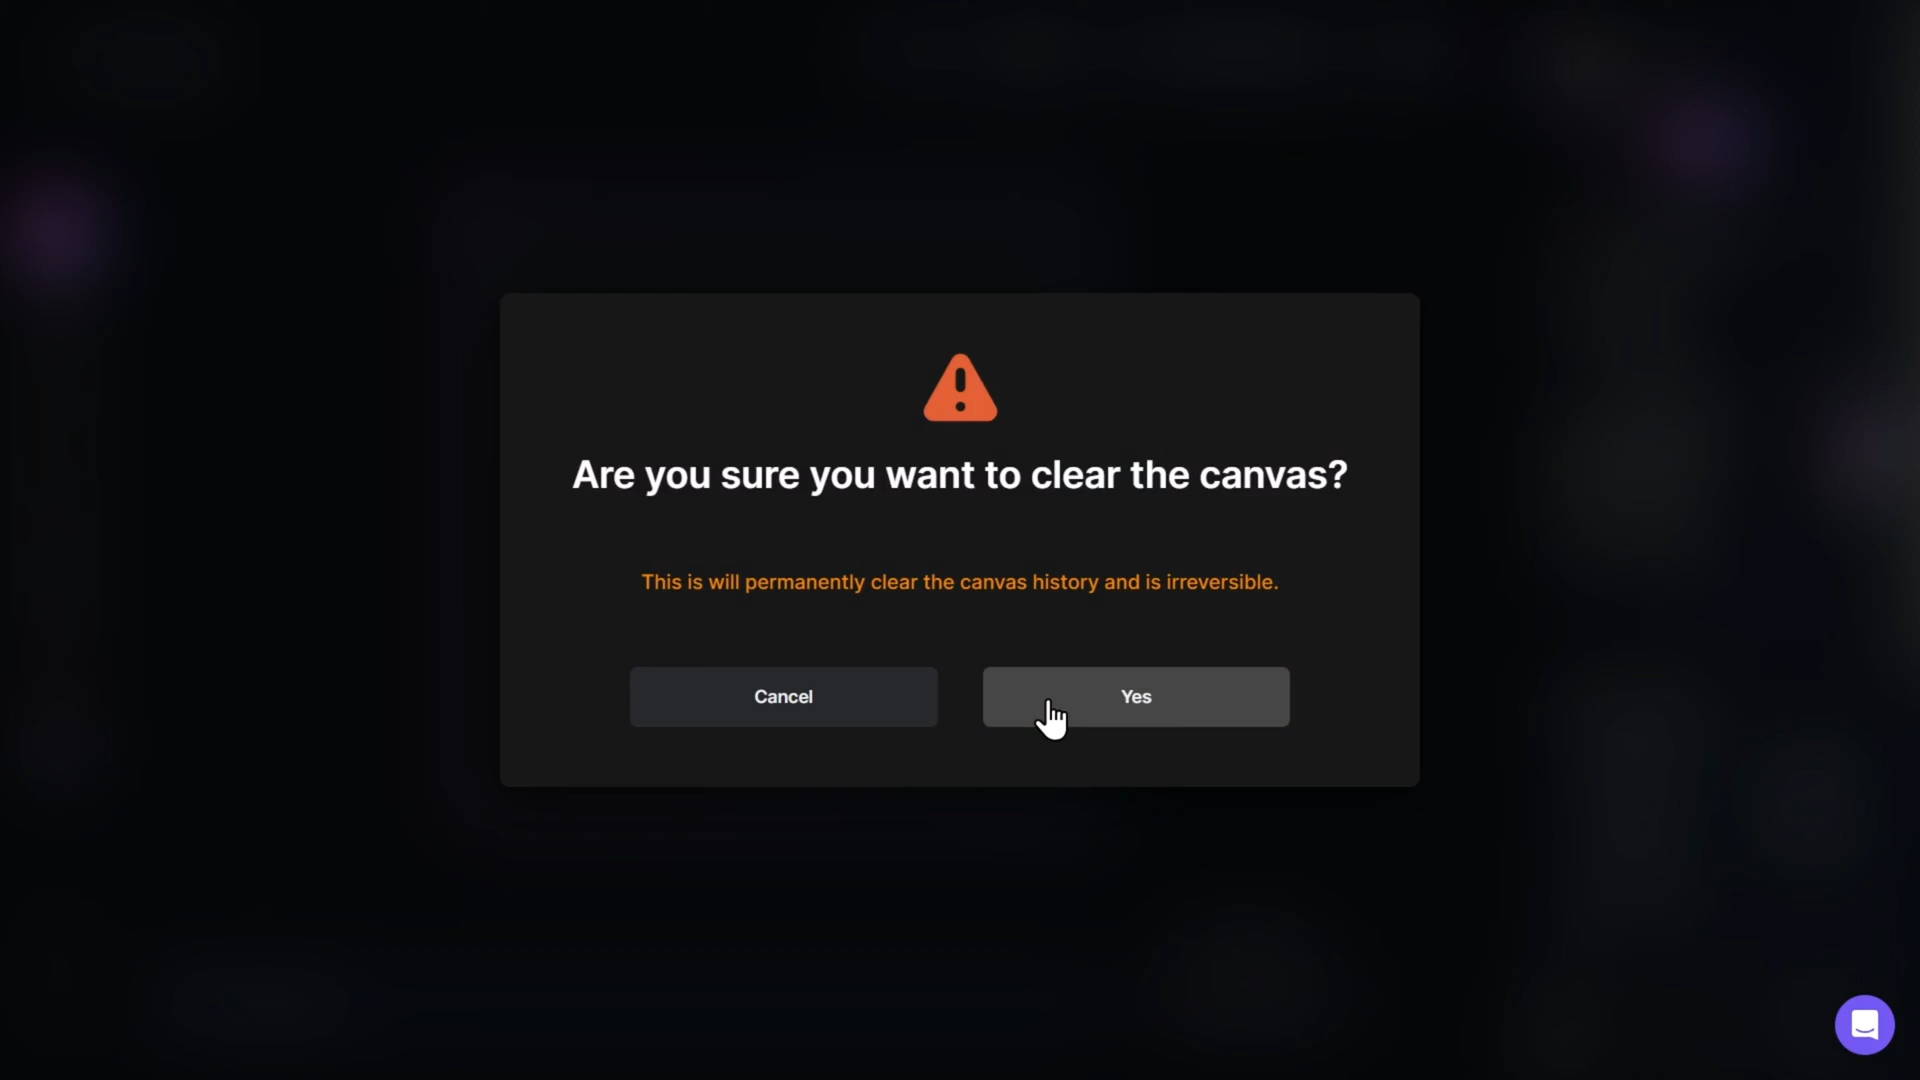 Are you sure you want to clear the canvas?
This is will permanently clear the canvas history and is irreversible.
Cancel
Yes